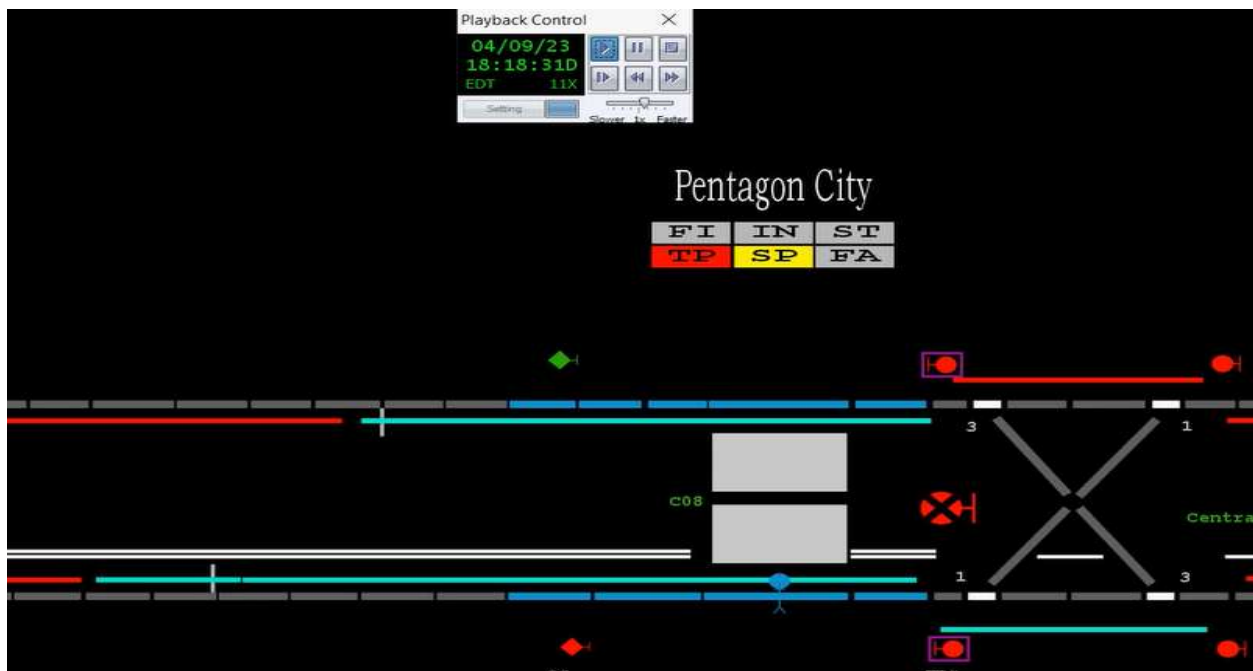 Playback Control
04/09/23
18:18:31D
EDT 11X
Setting
Slower 1x Faster
Pentagon City
FI IN ST
TP SP FA
3 1
C08
Centra
1 3